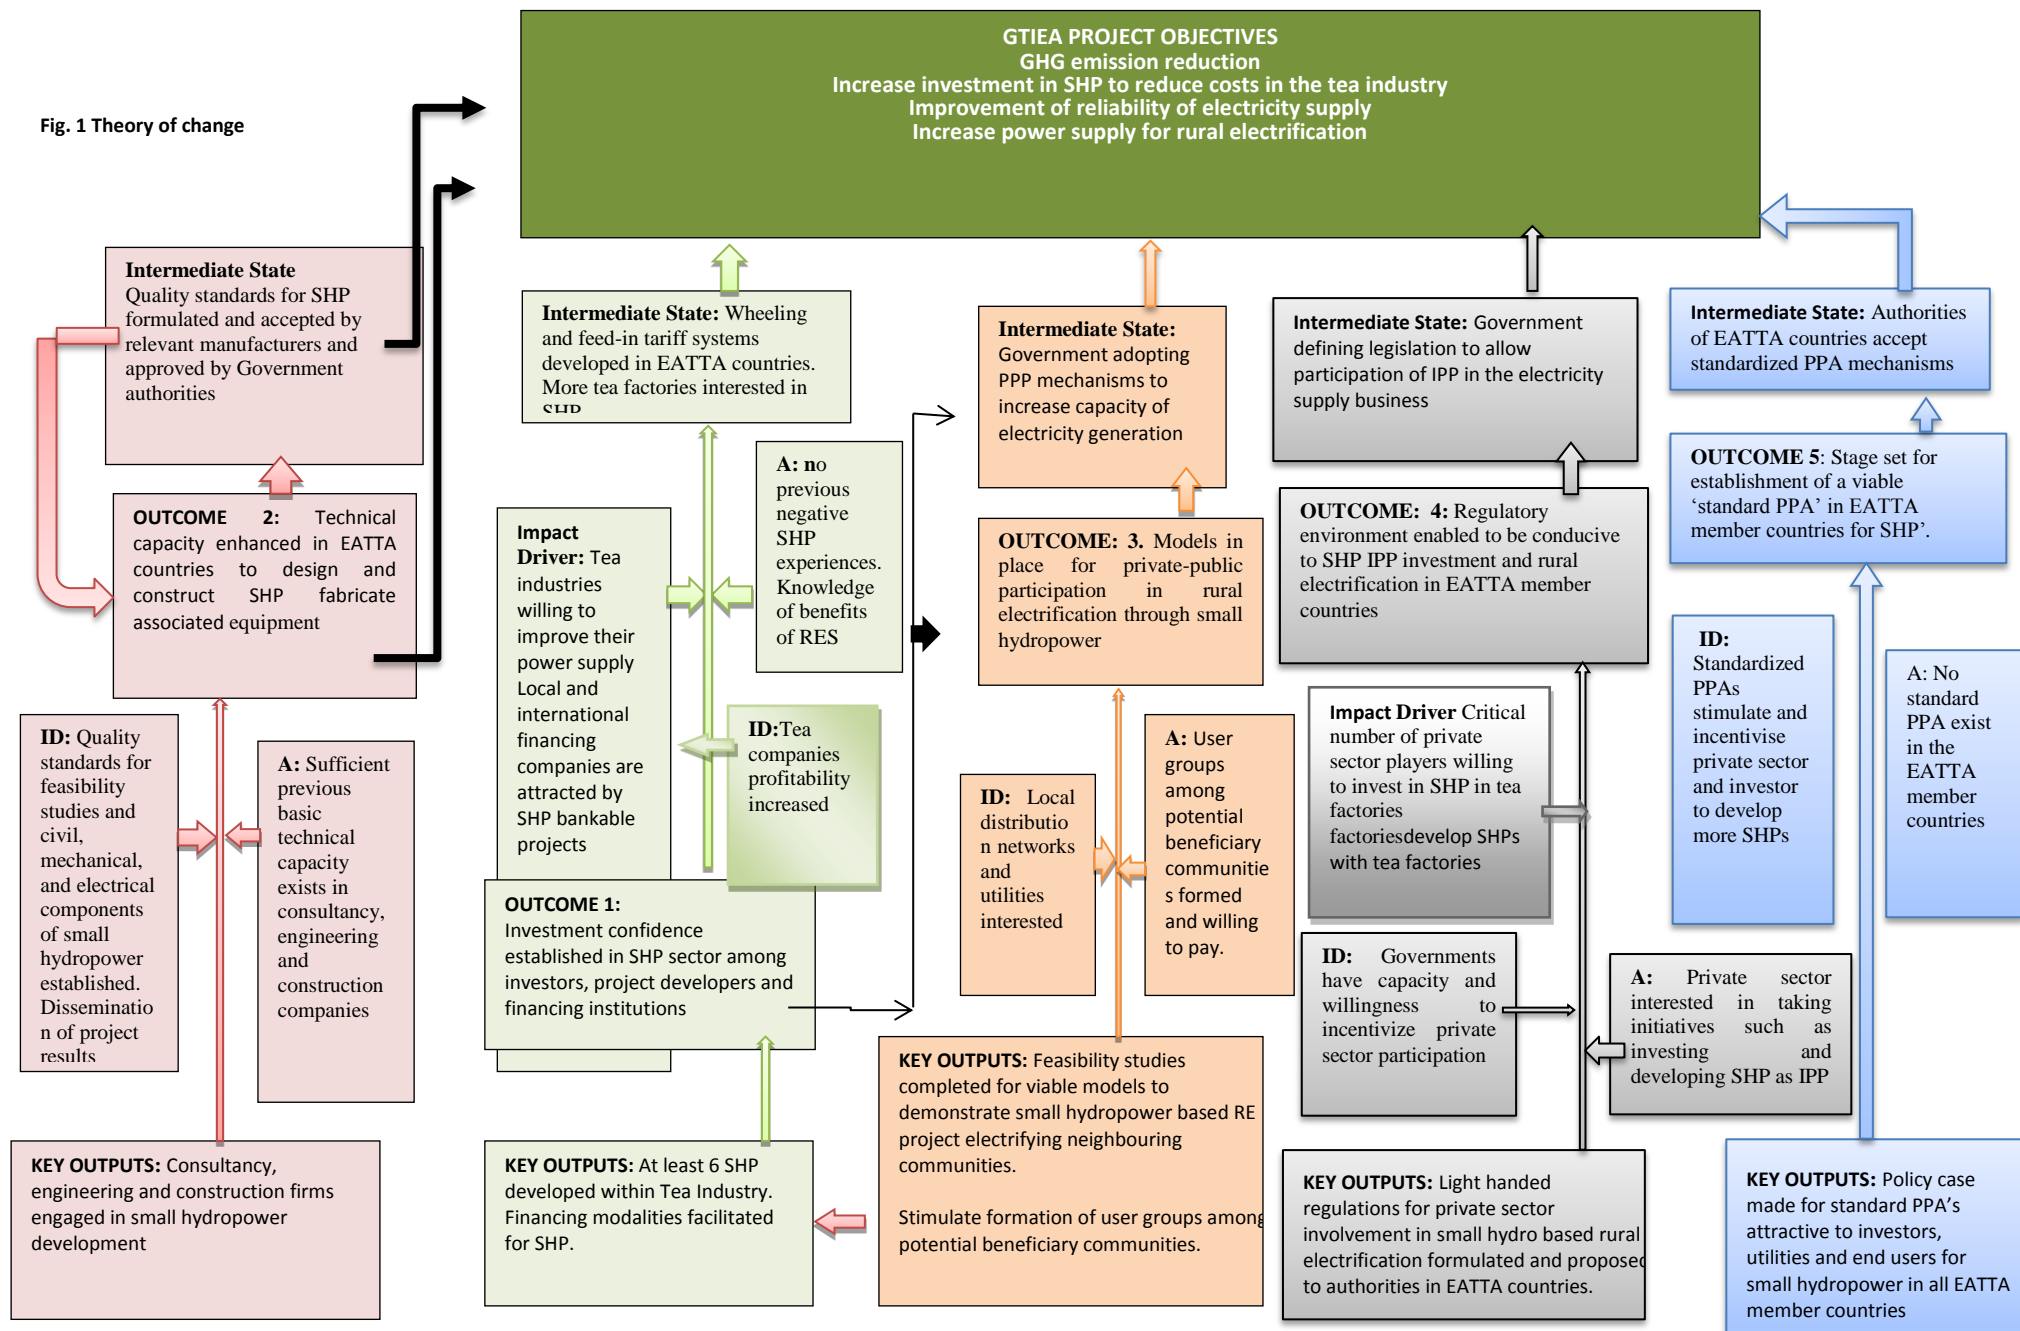 GTIEA PROJECT OBJECTIVES
GHG emission reduction
Increase investment in SHP to reduce costs in the tea industry
Improvement of reliability of electricity supply
Increase power supply for rural electrification
Fig. 1 Theory of change
Intermediate State
Quality standards for SHP
formulated and accepted by
relevant manufacturers and
approved by Government
authorities
OUTCOME 2: Technical
capacity enhanced in EATTA
countries to design and
construct SHP fabricate
associated equipment
ID: Quality
standards for
feasibility
studies and
civil,
mechanical,
and electrical
components
of small
hydropower
established.
Disseminatio
n of project
results
A: Sufficient
previous
basic
technical
capacity
exists in
consultancy,
engineering
and
construction
companies
KEY OUTPUTS: Consultancy,
engineering and construction firms
engaged in small hydropower
development
Intermediate State: Wheeling
and feed-in tariff systems
developed in EATTA countries.
More tea factories interested in
SHP
A: no
previous
negative
SHP
experiences.
Knowledge
of benefits
of RES
Impact
Driver: Tea
industries
willing to
improve their
power supply
Local and
international
financing
companies are
attracted by
SHP bankable
projects
ID:Tea
companies
profitability
increased
OUTCOME 1:
Investment confidence
established in SHP sector among
investors, project developers and
financing institutions
KEY OUTPUTS: At least 6 SHP
developed within Tea Industry.
Financing modalities facilitated
for SHP.
Intermediate State:
Government adopting
PPP mechanisms to
increase capacity of
electricity generation
OUTCOME: 3. Models in
place for private-public
participation in rural
electrification through small
hydropower
ID: Local
distributio
n networks
and
utilities
interested
A: User
groups
among
potential
beneficiary
communitie
s formed
and willing
to pay.
KEY OUTPUTS: Feasibility studies
completed for viable models to
demonstrate small hydropower based RE
project electrifying neighbouring
communities.
Stimulate formation of user groups among
potential beneficiary communities.
Intermediate State: Government
defining legislation to allow
participation of IPP in the electricity
supply business
OUTCOME: 4: Regulatory
environment enabled to be conducive
to SHP IPP investment and rural
electrification in EATTA member
countries
Impact Driver Critical
number of private
sector players willing
to invest in SHP in tea
factories
factoriesdevelop SHPs
with tea factories
ID: Governments
have capacity and
willingness to
incentivize private
sector participation
A: Private sector
interested in taking
initiatives such as
investing and
developing SHP as IPP
KEY OUTPUTS: Light handed
regulations for private sector
involvement in small hydro based rural
electrification formulated and proposed
to authorities in EATTA countries.
Intermediate State: Authorities
of EATTA countries accept
standardized PPA mechanisms
OUTCOME 5: Stage set for
establishment of a viable
‘standard PPA’ in EATTA
member countries for SHP’.
ID:
Standardized
PPAs
stimulate and
incentivise
private sector
and investor
to develop
more SHPs
A: No
standard
PPA exist
in the
EATTA
member
countries
KEY OUTPUTS: Policy case
made for standard PPA’s
attractive to investors,
utilities and end users for
small hydropower in all EATTA
member countries